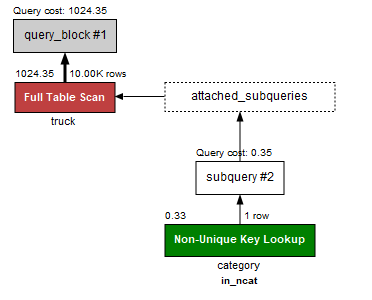 Query cost: 1024.35
query_block #1
1024.35 10.00K rows
Full Table Scan
truck
attached_subqueries
Query cost: 0.35
subquery #2
0.33 1 row
Non-Unique Key Lookup
category
in_ncat